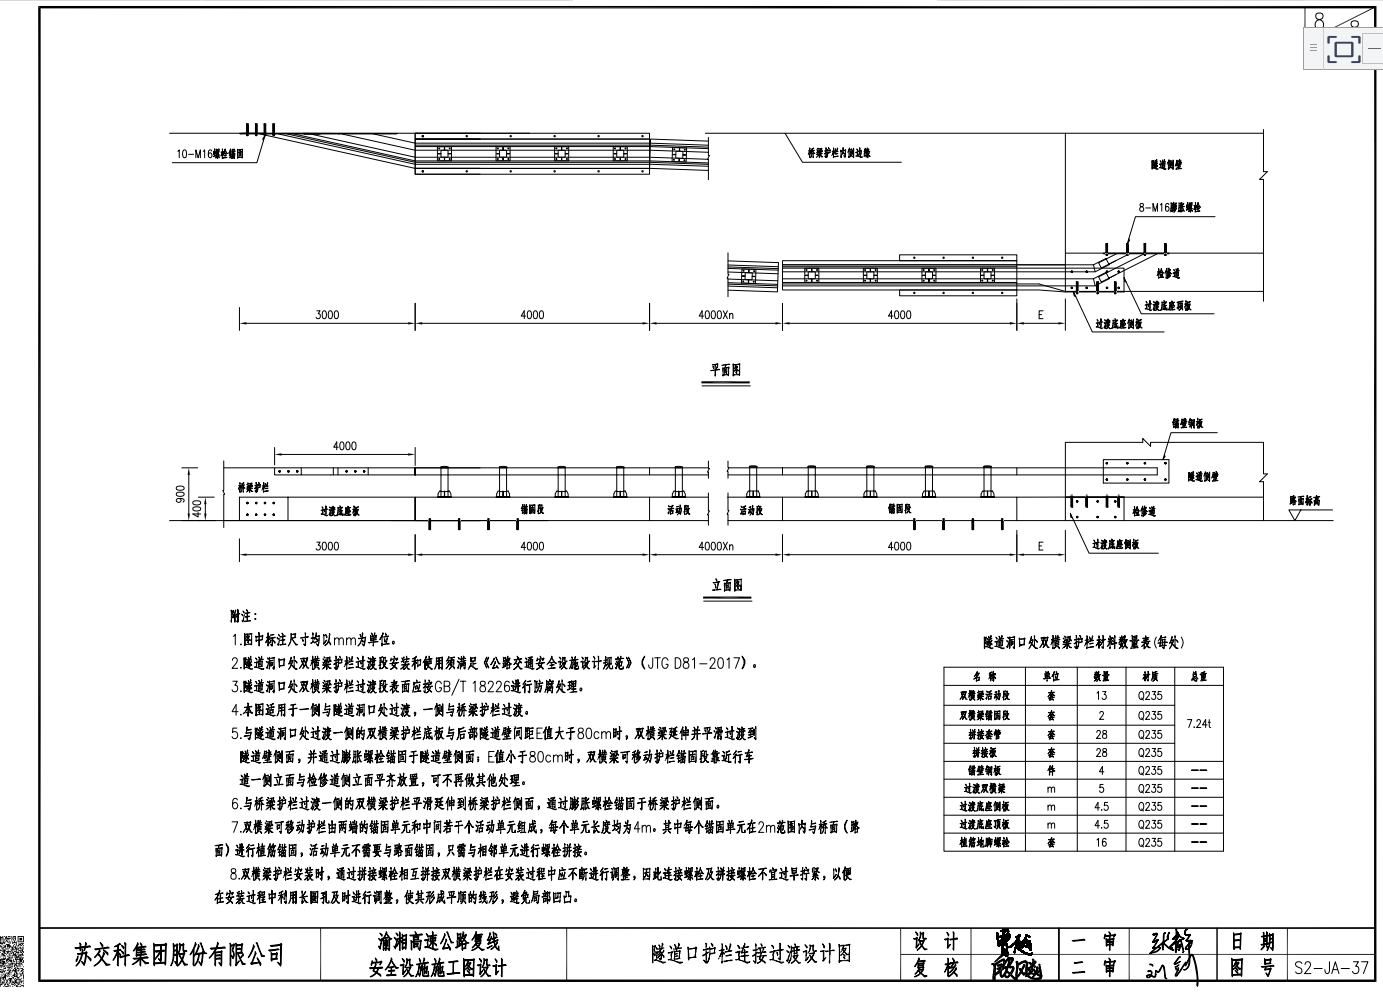 10-M16螺栓锚固
桥梁护栏内侧边缘
隧道侧壁
8-M16膨胀螺栓
检修道
过渡底座顶板
过渡底座侧板
3000
4000
4000Xn
4000
E
平面图
锚壁钢板
4000
900
400
桥梁护栏
过渡底座板
锚固段
活动段
活动段
锚固段
隧道侧壁
检修道
路面标高
过渡底座侧板
3000
4000
4000Xn
4000
E
立面图
附注：
1.图中标注尺寸均以mm为单位。
2.隧道洞口处双横梁护栏过渡段安装和使用须满足《公路交通安全设施设计规范》（JTG D81-2017）。
3.隧道洞口处双横梁护栏过渡段表面应按GB/T 18226进行防腐处理。
4.本图适用于一侧与隧道洞口处过渡，一侧与桥梁护栏过渡。
5.与隧道洞口处过渡一侧的双横梁护栏底板与后部隧道壁间距E值大于80cm时，双横梁延伸并平滑过渡到
隧道壁侧面，并通过膨胀螺栓锚固于隧道壁侧面；E值小于80cm时，双横梁可移动护栏锚固段靠近行车
道一侧立面与检修道侧立面平齐放置，可不再做其他处理。
6.与桥梁护栏过渡一侧的双横梁护栏平滑延伸到桥梁护栏侧面，通过膨胀螺栓锚固于桥梁护栏侧面。
7.双横梁可移动护栏由两端的锚固单元和中间若干个活动单元组成，每个单元长度均为4m。其中每个锚固单元在2m范围内与桥面（路
面）进行植筋锚固，活动单元不需要与路面锚固，只需与相邻单元进行螺栓拼接。
8.双横梁护栏安装时，通过拼接螺栓相互拼接双横梁护栏在安装过程中应不断进行调整，因此连接螺栓及拼接螺栓不宜过早拧紧，以便
在安装过程中利用长圆孔及时进行调整，使其形成平顺的线形，避免局部凹凸。
隧道洞口处双横梁护栏材料数量表(每处)
名 称 单位 数量 材质 总重
双横梁活动段 套 13 Q235 7.24t
双横梁锚固段 套 2 Q235
拼接套管 套 28 Q235
拼接板 套 28 Q235
锚壁钢板 件 4 Q235 --
过渡双横梁 m 5 Q235 --
过渡底座侧板 m 4.5 Q235 --
过渡底座顶板 m 4.5 Q235 --
植筋地脚螺栓 套 16 Q235 --
苏交科集团股份有限公司
渝湘高速公路复线
安全设施施工图设计
隧道口护栏连接过渡设计图
设 计
复 核
一 审
二 审
日 期
图 号 S2-JA-37